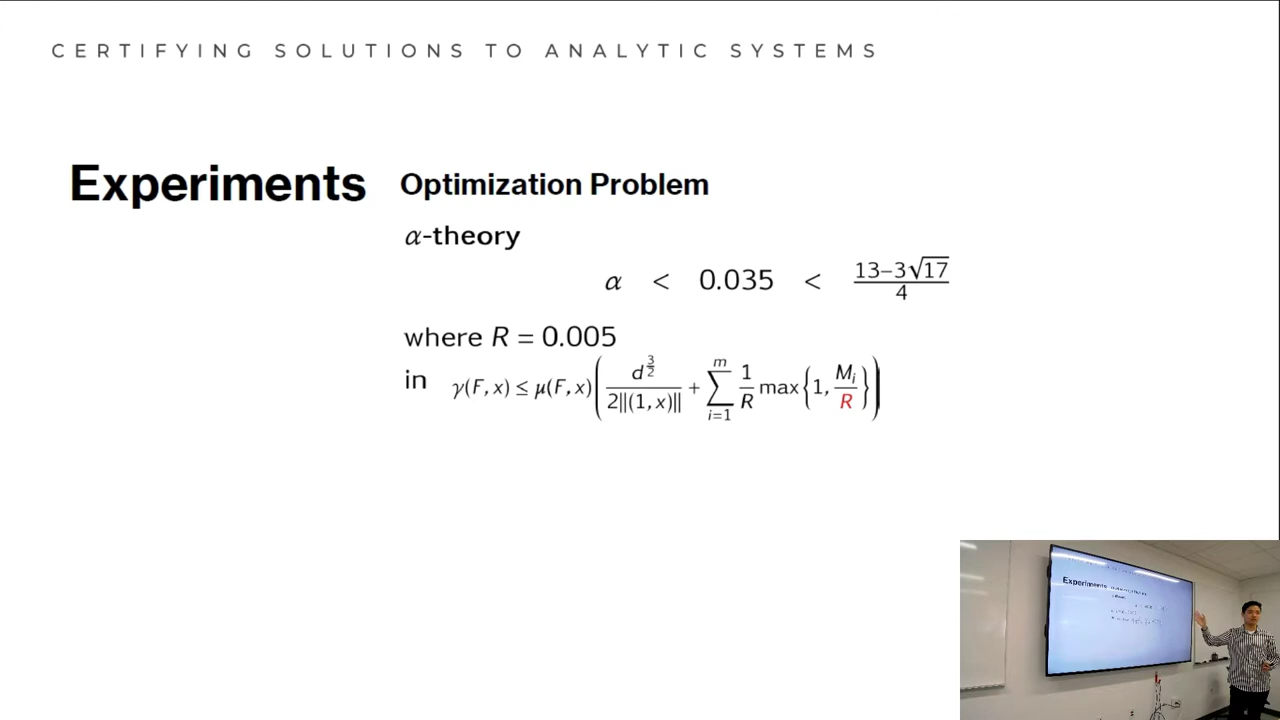 CERTIFYING SOLUTIONS TO ANALYTIC SYSTEMS
Experiments
Optimization Problem
α-theory
α < 0.035 < (13−3√17)/4
where R = 0.005
in γ(F, x) ≤ μ(F, x)( d^(3/2) / 2||(1, x)|| + ∑_{i=1}^{m} 1/R max{1, M_i/R} )
Experiments